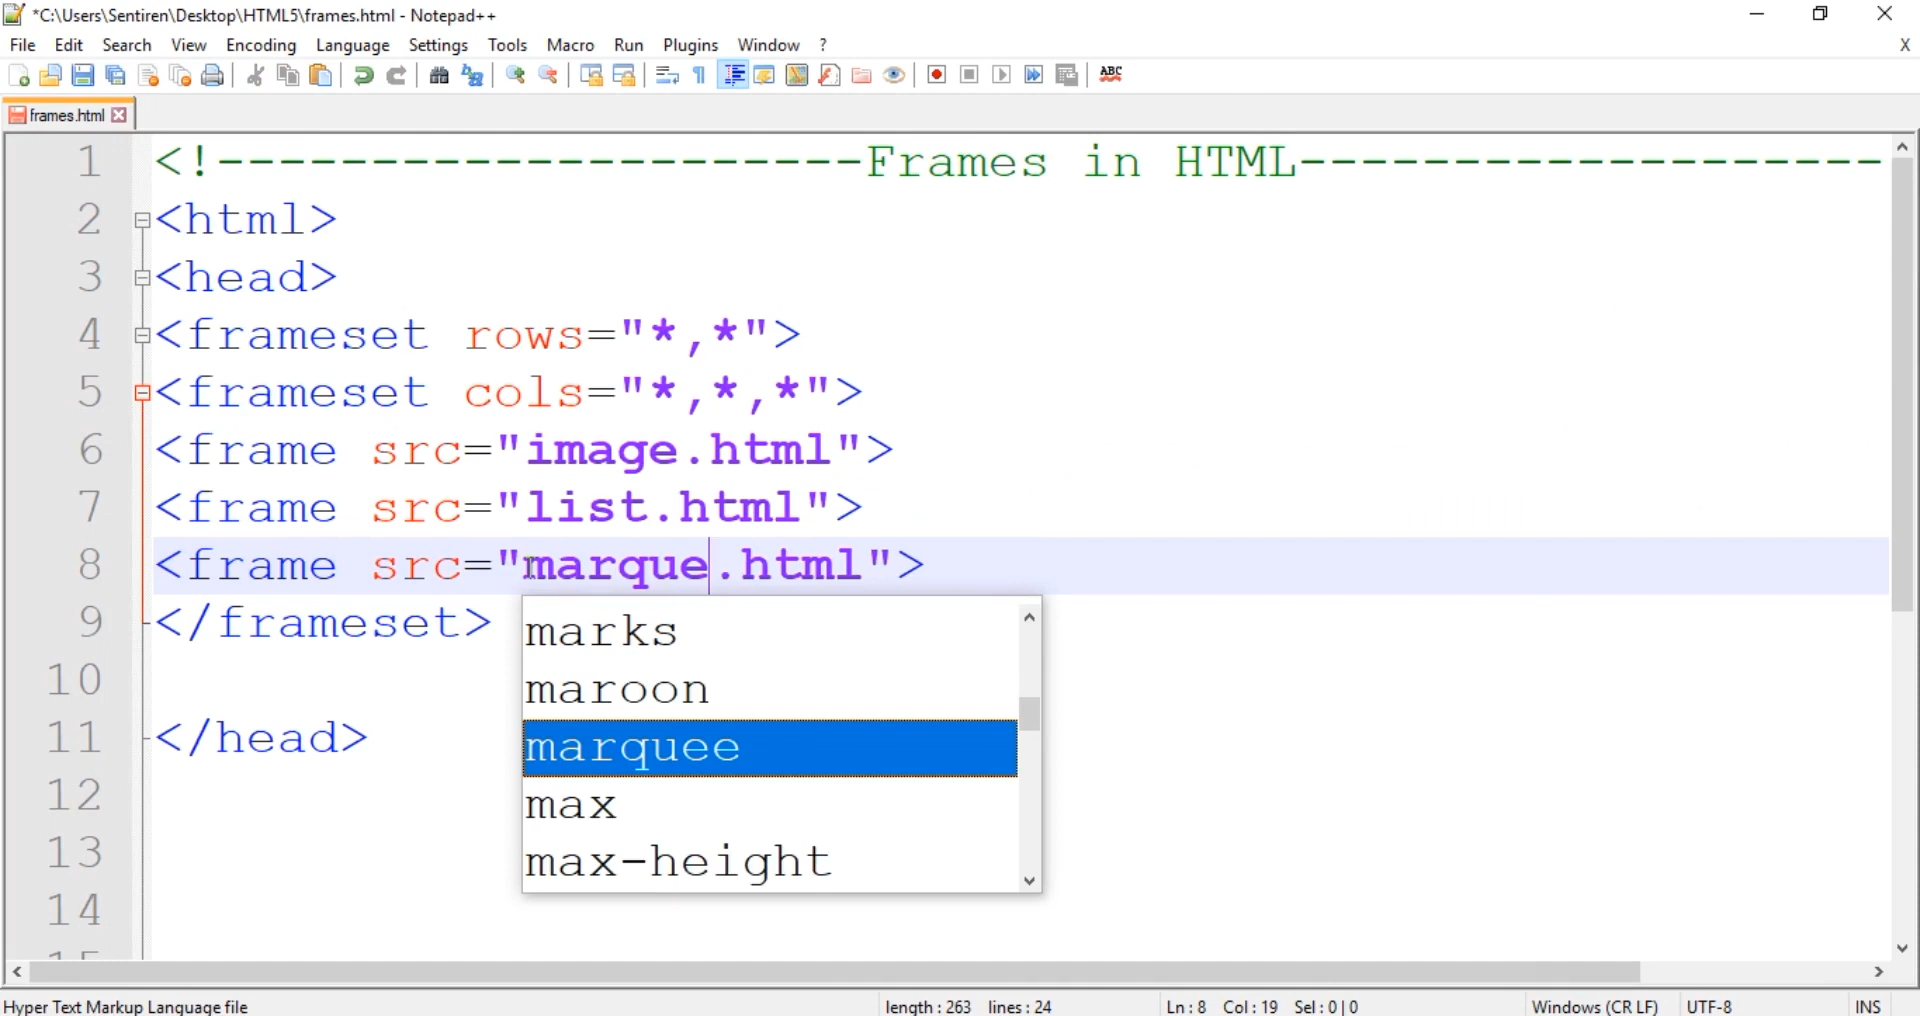 *C:\Users\Sentiren\Desktop\HTML5\frames.html - Notepad++
File Edit Search View Encoding Language Settings Tools Macro Run Plugins Window ? X
ABC
frames.html
1 <!---------------------Frames in HTML-------------------
2 <html>
3 <head>
4 <frameset rows="*,*">
5 <frameset cols="*,*,*">
6 <frame src="image.html">
7 <frame src="list.html">
8 <frame src="marque.html">
9 </frameset>
marks
10
maroon
11 </head>
marquee
12
max
13
max-height
14
Hyper Text Markup Language file length : 263 lines : 24 Ln : 8 Col : 19 Sel : 0 | 0 Windows (CR LF) UTF-8 INS